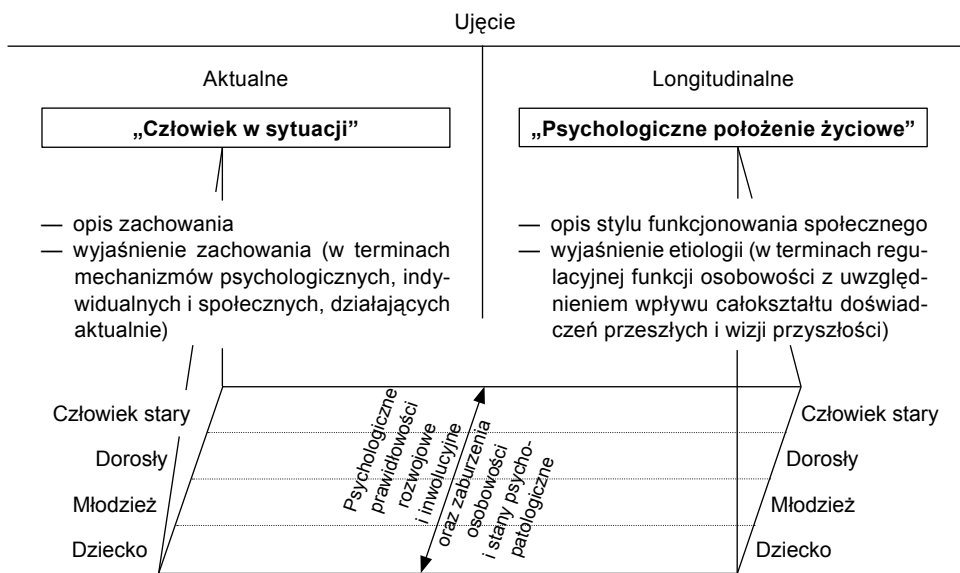 Ujęcie
Aktualne
„Człowiek w sytuacji”
— opis zachowania
— wyjaśnienie zachowania (w terminach
mechanizmów psychologicznych, indy-
widualnych i społecznych, działających
aktualnie)
Longitudinalne
„Psychologiczne położenie życiowe”
— opis stylu funkcjonowania społecznego
— wyjaśnienie etiologii (w terminach regu-
lacyjnej funkcji osobowości z uwzględ-
nieniem wpływu całokształtu doświad-
czeń przeszłych i wizji przyszłości)
Człowiek stary
Dorosły
Młodzież
Dziecko
Psychologiczne
prawidłowości
rozwojowe
i inwolucyjne
oraz zaburzenia
osobowości
i stany psycho-
patologiczne
Człowiek stary
Dorosły
Młodzież
Dziecko